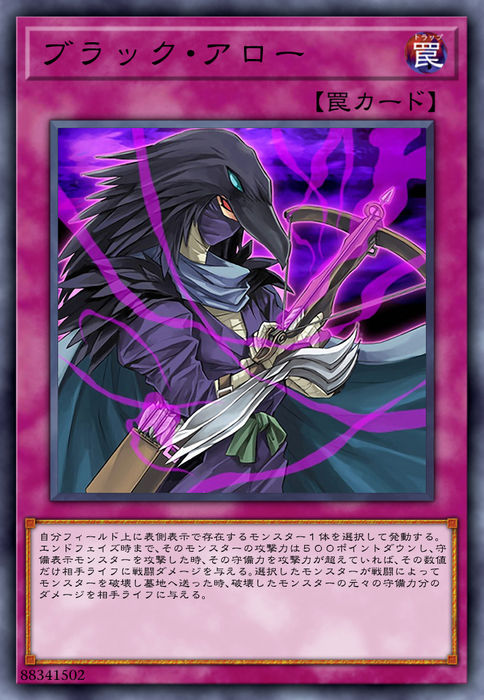 ブラック・アロー
トラップ
罠
【罠カード】
自分フィールド上に表側表示で存在するモンスター１体を選択して発動する。
エンドフェイズ時まで、そのモンスターの攻撃力は５００ポイントダウンし、守
備表示モンスターを攻撃した時、その守備力を攻撃力が超えていれば、その数値
だけ相手ライフに戦闘ダメージを与える。選択したモンスターが戦闘によって
モンスターを破壊し墓地へ送った時、破壊したモンスターの元々の守備力分の
ダメージを相手ライフに与える。
88341502